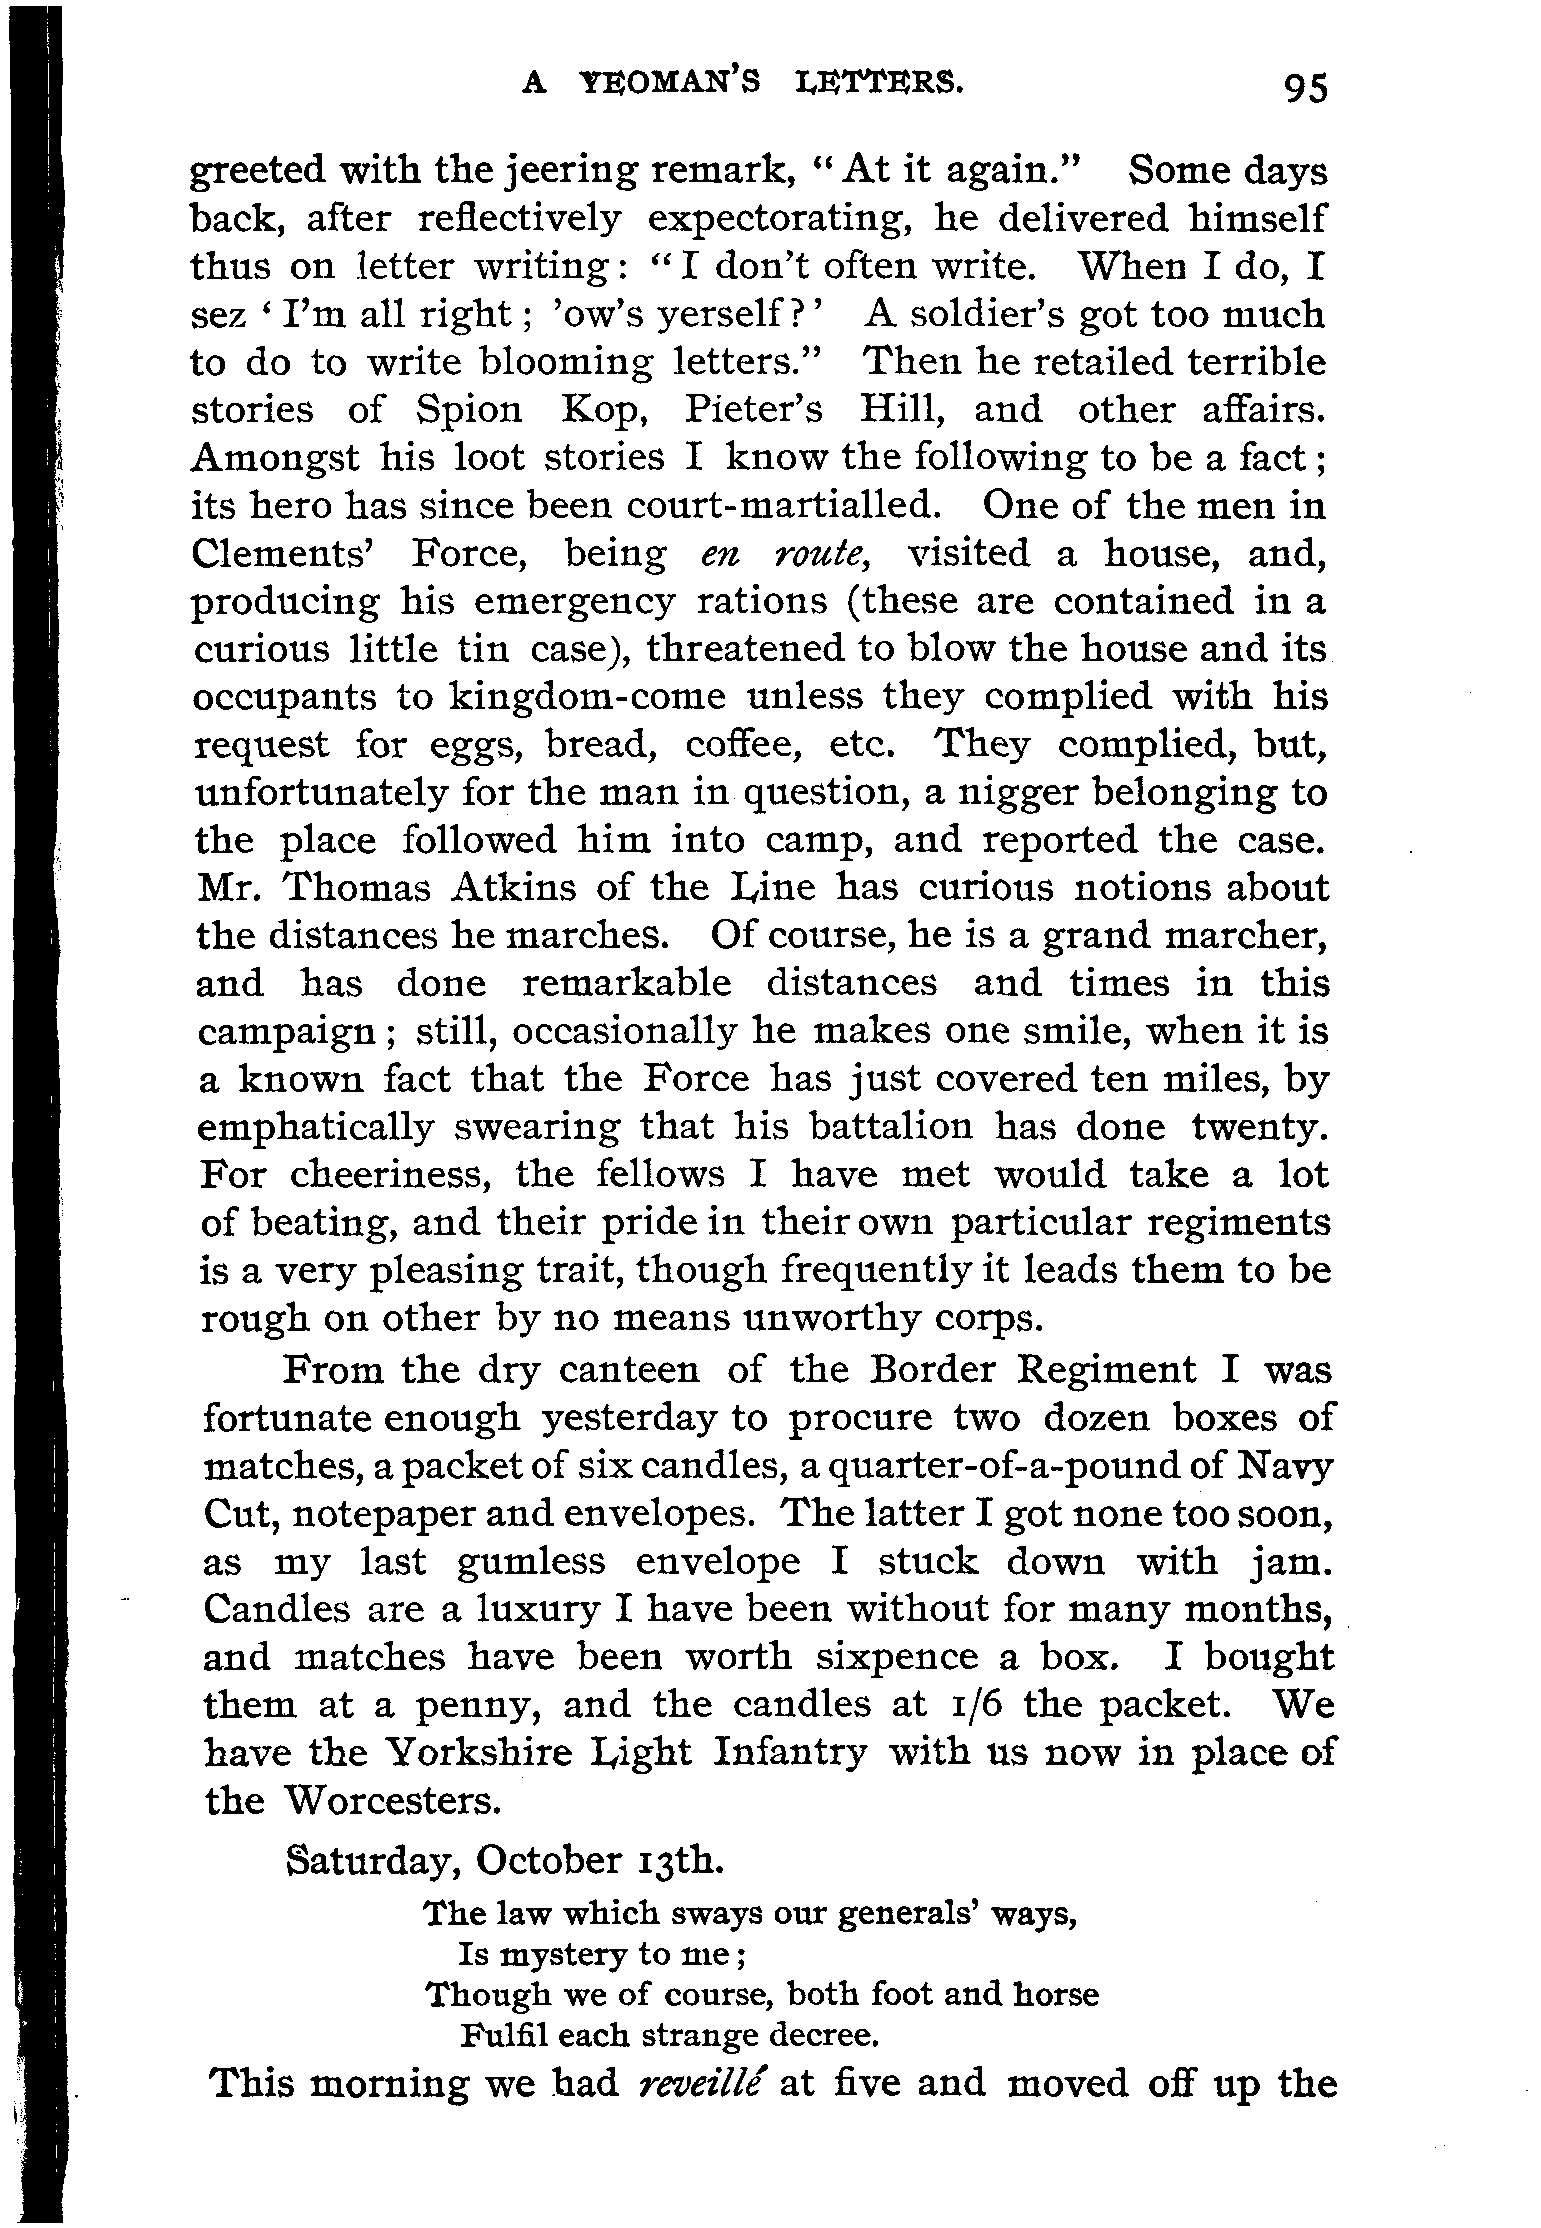 A YEOMAN'S LETTERS. 95
greeted with the jeering remark, "At it again." Some days
back, after reflectively expectorating, he delivered himself
thus on letter writing: "I don't often write. When I do, I
sez 'I'm all right; 'ow's yerself?' A soldier's got too much
to do to write blooming letters." Then he retailed terrible
stories of Spion Kop, Pieter's Hill, and other affairs.
Amongst his loot stories I know the following to be a fact;
its hero has since been court-martialled. One of the men in
Clements' Force, being en route, visited a house, and,
producing his emergency rations (these are contained in a
curious little tin case), threatened to blow the house and its
occupants to kingdom-come unless they complied with his
request for eggs, bread, coffee, etc. They complied, but,
unfortunately for the man in question, a nigger belonging to
the place followed him into camp, and reported the case.
Mr. Thomas Atkins of the Line has curious notions about
the distances he marches. Of course, he is a grand marcher,
and has done remarkable distances and times in this
campaign; still, occasionally he makes one smile, when it is
a known fact that the Force has just covered ten miles, by
emphatically swearing that his battalion has done twenty.
For cheeriness, the fellows I have met would take a lot
of beating, and their pride in their own particular regiments
is a very pleasing trait, though frequently it leads them to be
rough on other by no means unworthy corps.
From the dry canteen of the Border Regiment I was
fortunate enough yesterday to procure two dozen boxes of
matches, a packet of six candles, a quarter-of-a-pound of Navy
Cut, notepaper and envelopes. The latter I got none too soon,
as my last gumless envelope I stuck down with jam.
Candles are a luxury I have been without for many months,
and matches have been worth sixpence a box. I bought
them at a penny, and the candles at 1/6 the packet. We
have the Yorkshire Light Infantry with us now in place of
the Worcesters.
Saturday, October 13th.
The law which sways our generals' ways,
Is mystery to me;
Though we of course, both foot and horse
Fulfil each strange decree.
This morning we had reveillé at five and moved off up the